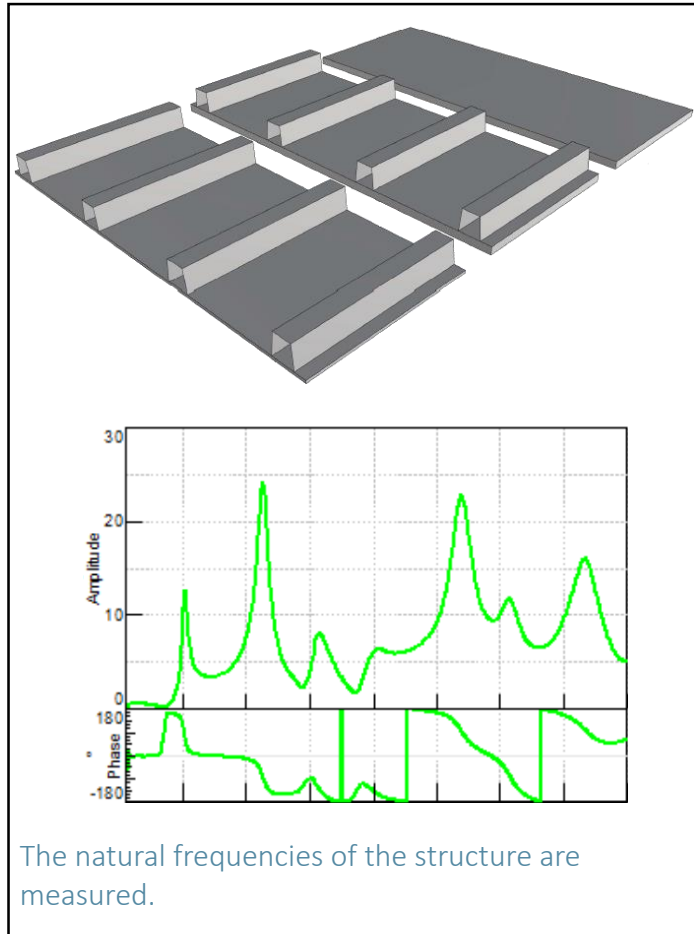 30
20
10
0
Amplitude
180
-180
° Phase
The natural frequencies of the structure are
measured.